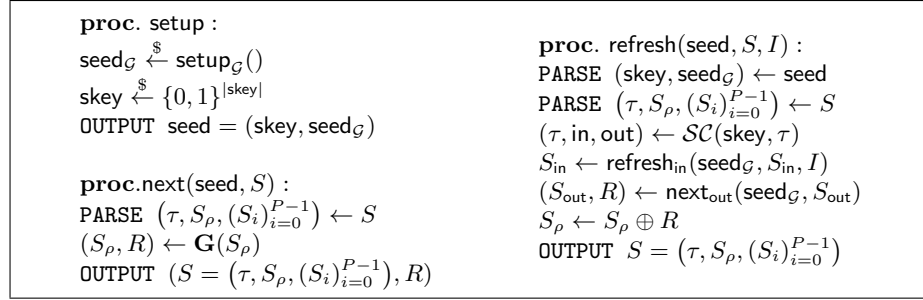 proc. setup :
seed_𝒢 ←$ setup_𝒢()
skey ←$ {0, 1}^|skey|
OUTPUT seed = (skey, seed_𝒢)
proc.next(seed, S) :
PARSE (τ, S_ρ, (S_i)_{i=0}^{P−1}) ← S
(S_ρ, R) ← G(S_ρ)
OUTPUT (S = (τ, S_ρ, (S_i)_{i=0}^{P−1}), R)
proc. refresh(seed, S, I) :
PARSE (skey, seed_𝒢) ← seed
PARSE (τ, S_ρ, (S_i)_{i=0}^{P−1}) ← S
(τ, in, out) ← 𝒮𝒞(skey, τ)
S_in ← refresh_in(seed_𝒢, S_in, I)
(S_out, R) ← next_out(seed_𝒢, S_out)
S_ρ ← S_ρ ⊕ R
OUTPUT S = (τ, S_ρ, (S_i)_{i=0}^{P−1})